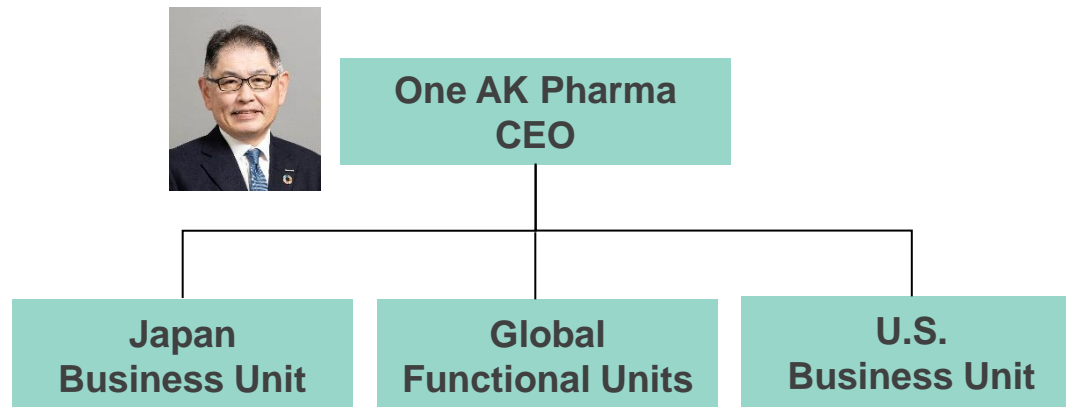 One AK Pharma
CEO
Japan
Business Unit
Global
Functional Units
U.S.
Business Unit